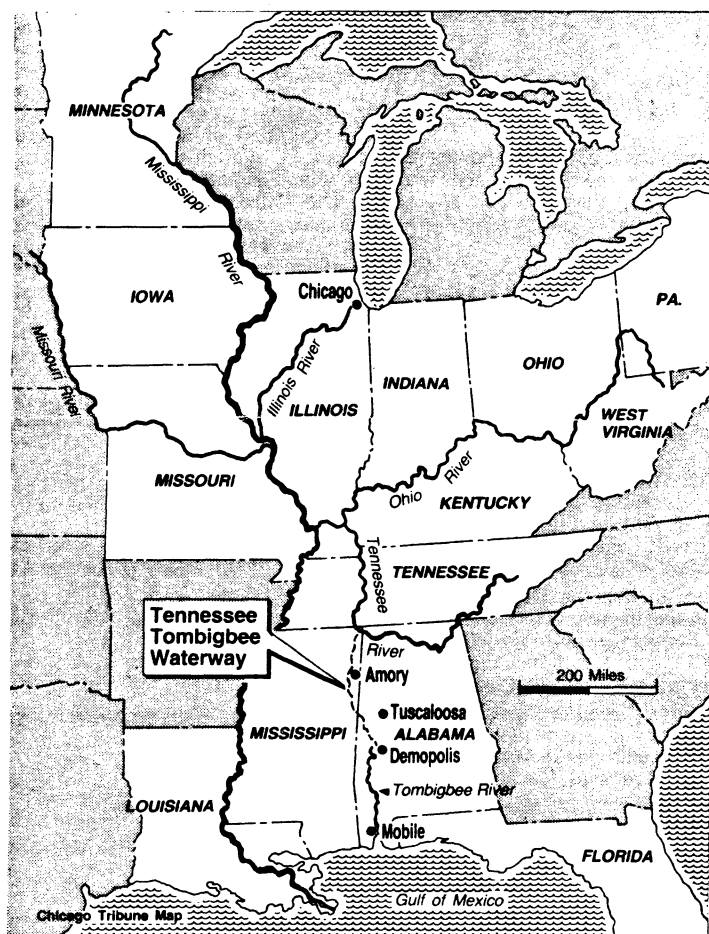 MINNESOTA
Mississippi
River
IOWA
Chicago
PA.
Missouri River
Illinois River
OHIO
INDIANA
ILLINOIS
WEST
VIRGINIA
MISSOURI
Ohio River
KENTUCKY
Tennessee
TENNESSEE
Tennessee
Tombigbee
Waterway
River
Amory
200 Miles
Tuscaloosa
MISSISSIPPI
ALABAMA
Demopolis
Tombigbee River
LOUISIANA
Mobile
FLORIDA
Gulf of Mexico
Chicago Tribune Map